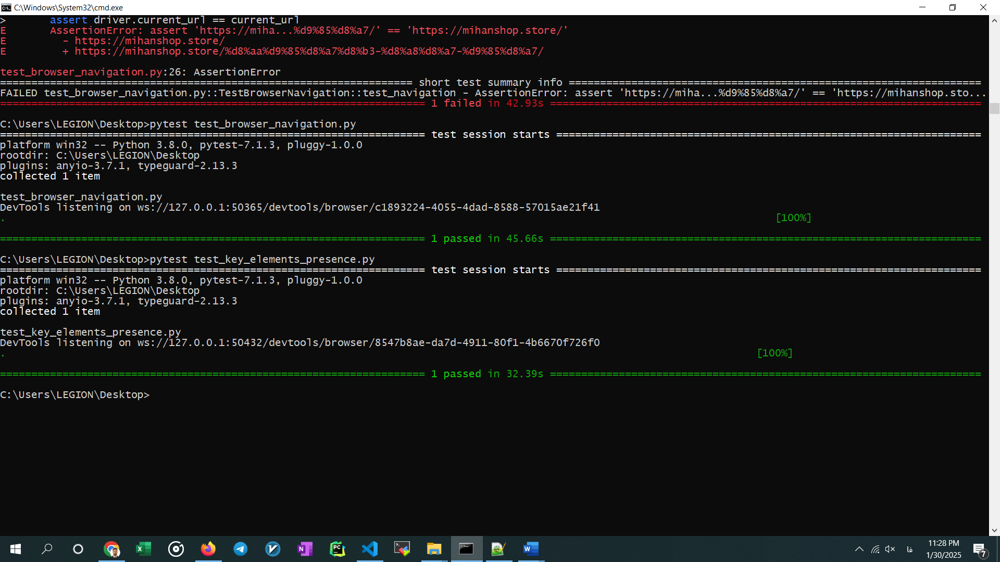 C:\Windows\System32\cmd.exe
>       assert driver.current_url == current_url
E       AssertionError: assert 'https://miha...%d9%85%d8%a7/' == 'https://mihanshop.store/'
E         - https://mihanshop.store/
E         + https://mihanshop.store/%d8%aa%d9%85%d8%a7%d8%b3-%d8%a8%d8%a7-%d9%85%d8%a7/
test_browser_navigation.py:26: AssertionError
=================================================================== short test summary info ==================================================================
FAILED test_browser_navigation.py::TestBrowserNavigation::test_navigation - AssertionError: assert 'https://miha...%d9%85%d8%a7/' == 'https://mihanshop.sto...
==================================================================== 1 failed in 42.93s =====================================================================
C:\Users\LEGION\Desktop>pytest test_browser_navigation.py
==================================================================== test session starts ====================================================================
platform win32 -- Python 3.8.0, pytest-7.1.3, pluggy-1.0.0
rootdir: C:\Users\LEGION\Desktop
plugins: anyio-3.7.1, typeguard-2.13.3
collected 1 item
test_browser_navigation.py
DevTools listening on ws://127.0.0.1:50365/devtools/browser/c1893224-4055-4dad-8588-57015ae21f41
. [100%]
==================================================================== 1 passed in 45.66s =====================================================================
C:\Users\LEGION\Desktop>pytest test_key_elements_presence.py
==================================================================== test session starts ====================================================================
platform win32 -- Python 3.8.0, pytest-7.1.3, pluggy-1.0.0
rootdir: C:\Users\LEGION\Desktop
plugins: anyio-3.7.1, typeguard-2.13.3
collected 1 item
test_key_elements_presence.py
DevTools listening on ws://127.0.0.1:50432/devtools/browser/8547b8ae-da7d-4911-80f1-4b6670f726f0
. [100%]
==================================================================== 1 passed in 32.39s =====================================================================
C:\Users\LEGION\Desktop>
فا
11:28 PM
1/30/2025
7